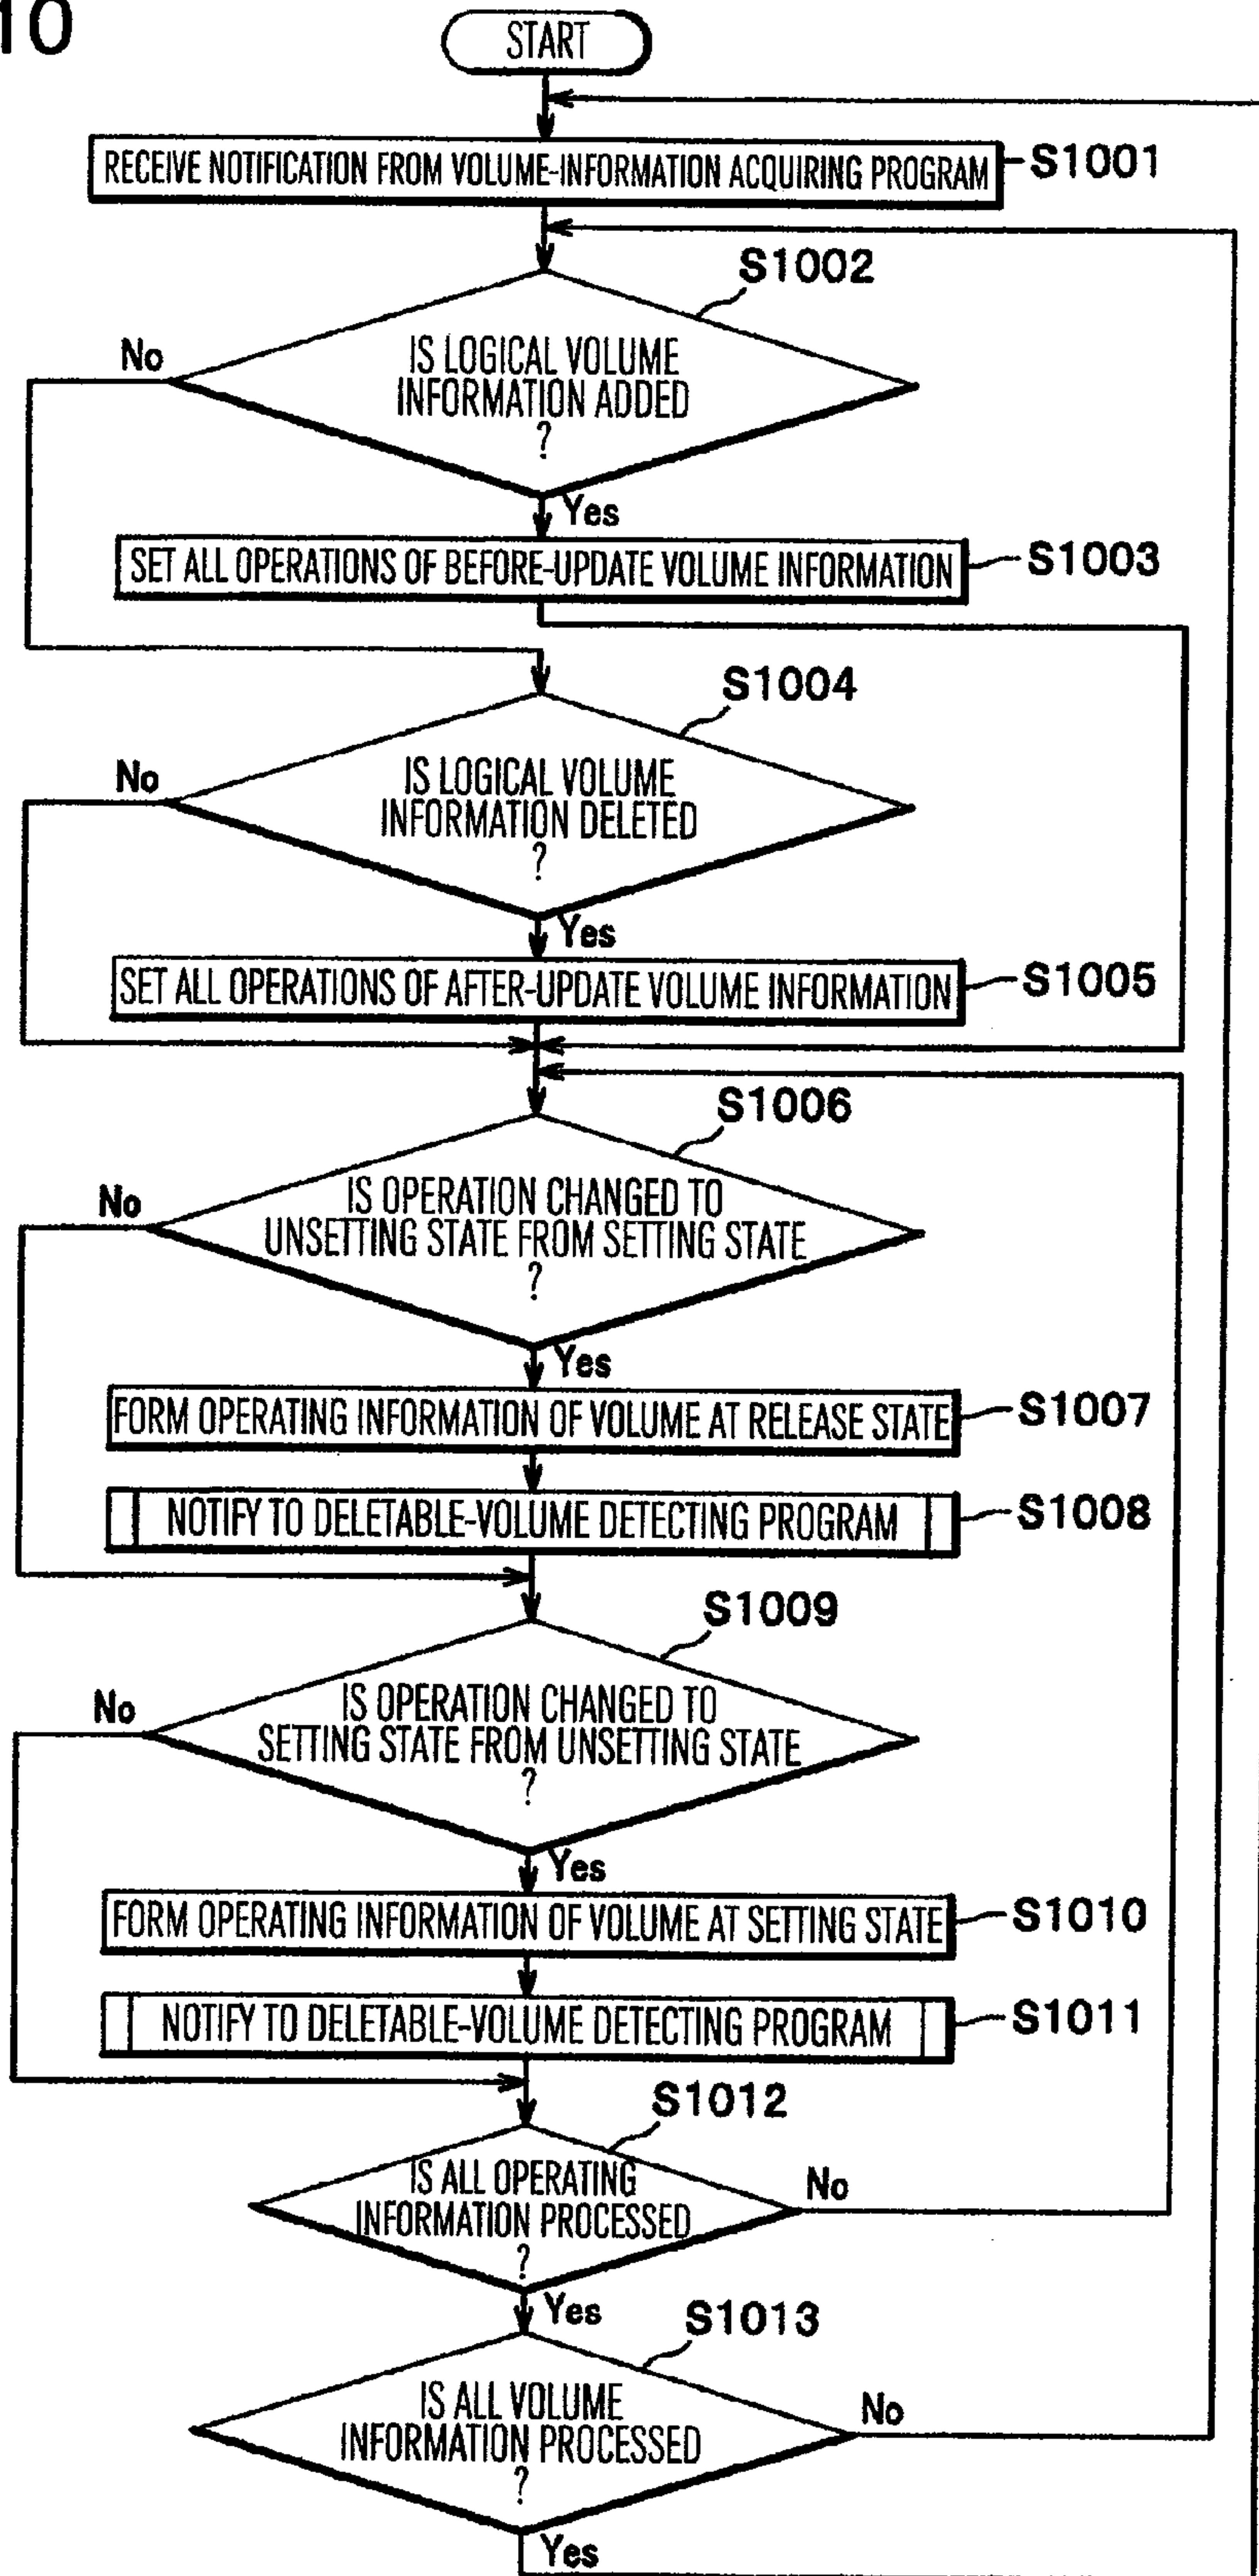 10
START
RECEIVE NOTIFICATION FROM VOLUME-INFORMATION ACQUIRING PROGRAM
S1001
S1002
No
IS LOGICAL VOLUME
INFORMATION ADDED
?
Yes
SET ALL OPERATIONS OF BEFORE-UPDATE VOLUME INFORMATION
S1003
S1004
No
IS LOGICAL VOLUME
INFORMATION DELETED
?
Yes
SET ALL OPERATIONS OF AFTER-UPDATE VOLUME INFORMATION
S1005
S1006
No
IS OPERATION CHANGED TO
UNSETTING STATE FROM SETTING STATE
?
Yes
FORM OPERATING INFORMATION OF VOLUME AT RELEASE STATE
S1007
NOTIFY TO DELETABLE-VOLUME DETECTING PROGRAM
S1008
S1009
No
IS OPERATION CHANGED TO
SETTING STATE FROM UNSETTING STATE
?
Yes
FORM OPERATING INFORMATION OF VOLUME AT SETTING STATE
S1010
NOTIFY TO DELETABLE-VOLUME DETECTING PROGRAM
S1011
S1012
IS ALL OPERATING
INFORMATION PROCESSED
?
No
Yes
S1013
IS ALL VOLUME
INFORMATION PROCESSED
?
No
Yes